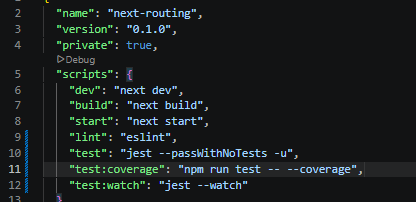 {
2 "name": "next-routing",
3 "version": "0.1.0",
4 "private": true,
Debug
5 "scripts": {
6 "dev": "next dev",
7 "build": "next build",
8 "start": "next start",
9 "lint": "eslint",
10 "test": "jest --passWithNoTests -u",
11 "test:coverage": "npm run test -- --coverage",
12 "test:watch": "jest --watch"
}